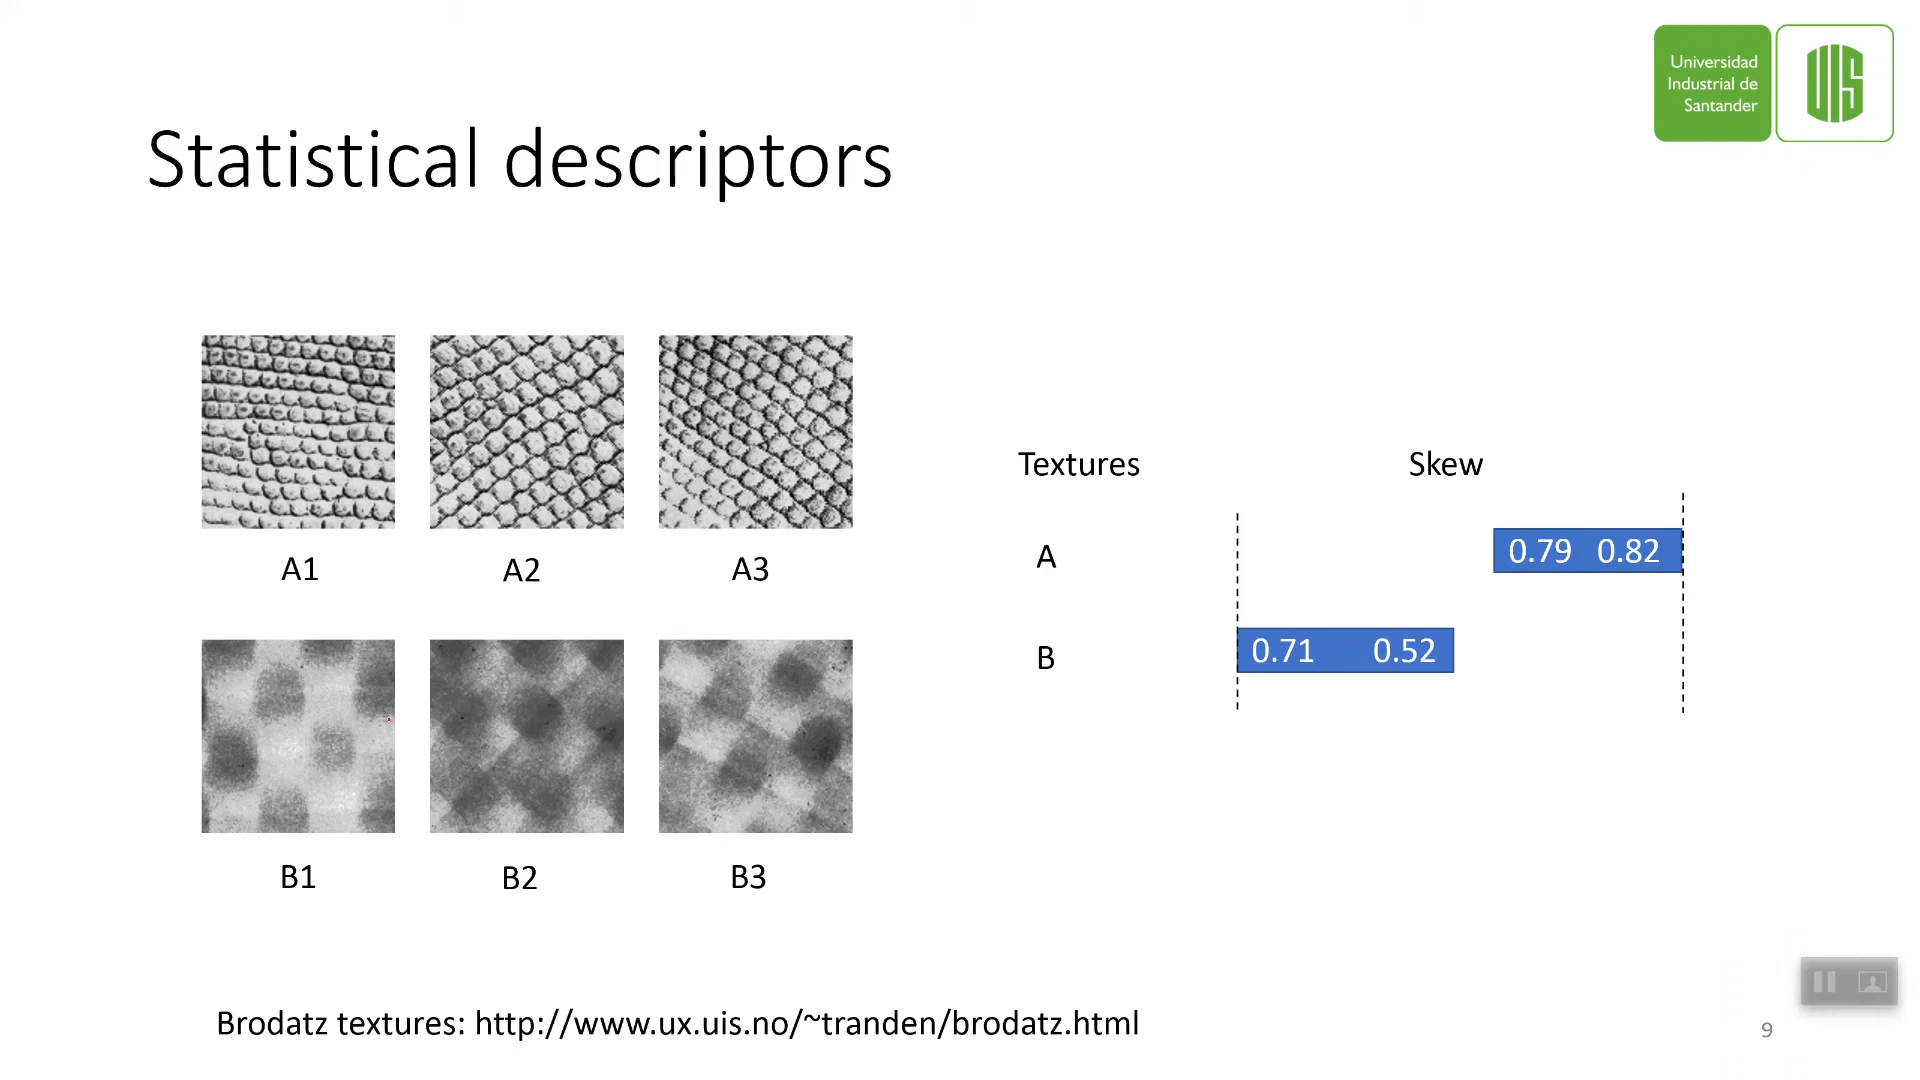 Universidad
Industrial de
Santander
UIS
Statistical descriptors
A1 A2 A3
B1 B2 B3
Textures Skew
A 0.79 0.82
B 0.71 0.52
Brodatz textures: http://www.ux.uis.no/~tranden/brodatz.html
9